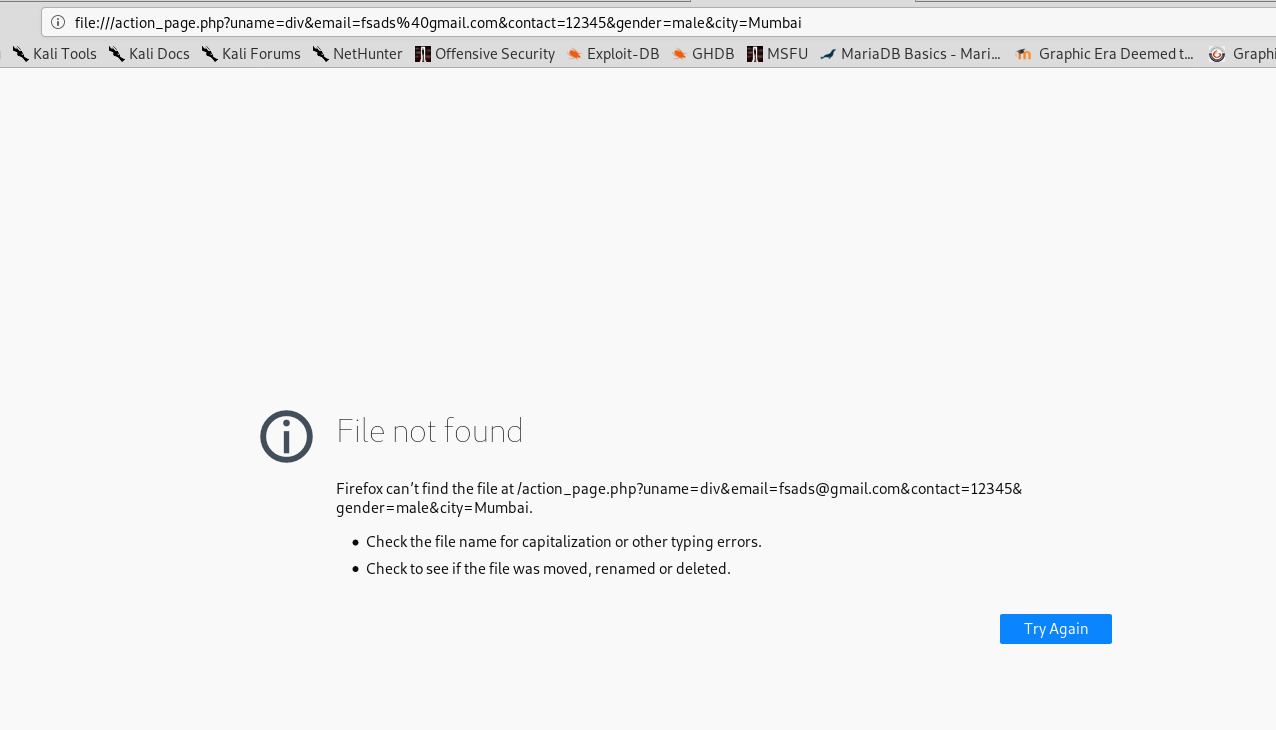 file:///action_page.php?uname=div&email=fsads%40gmail.com&contact=12345&gender=male&city=Mumbai
Kali Tools Kali Docs Kali Forums NetHunter Offensive Security Exploit-DB GHDB MSFU MariaDB Basics - Mari... Graphic Era Deemed t... Graphi
File not found
Firefox can’t find the file at /action_page.php?uname=div&email=fsads@gmail.com&contact=12345&
gender=male&city=Mumbai.
Check the file name for capitalization or other typing errors.
Check to see if the file was moved, renamed or deleted.
Try Again